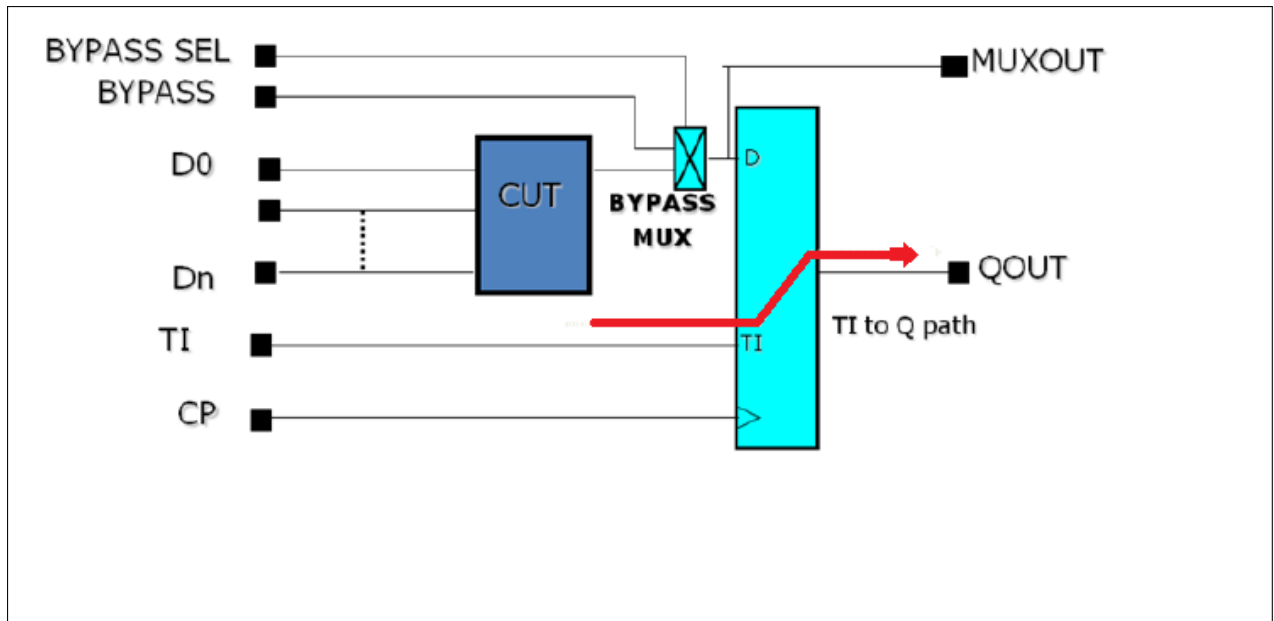 BYPASS SEL
MUXOUT
BYPASS
D
D0
CUT
BYPASS
MUX
Dn
QOUT
TI
TI
TI to Q path
CP